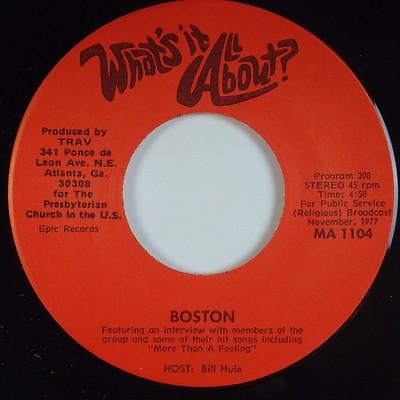 What's it All About?
Produced by
TRAV
341 Ponce de
Leon Ave. N.E.
Atlanta, Ga.
30308
for The
Presbyterian
Church in the U.S.
Epic Records
Program 398
STEREO 45 rpm
Time: 4:50
For Public Service
(Religious) Broadcast
November, 1977
MA 1104
BOSTON
Featuring an interview with members of the
group and some of their hit songs including
"More Than A Feeling"
HOST: Bill Huie